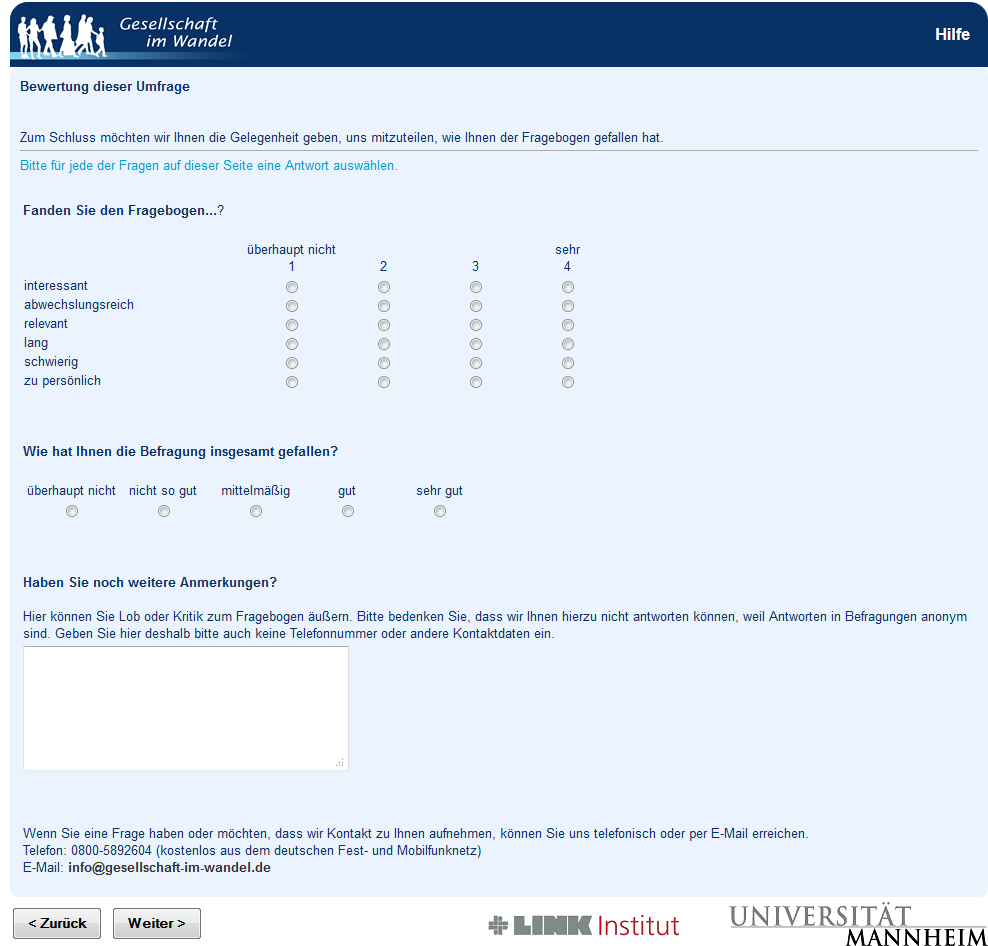 Gesellschaft
im Wandel
Hilfe
Bewertung dieser Umfrage
Zum Schluss möchten wir Ihnen die Gelegenheit geben, uns mitzuteilen, wie Ihnen der Fragebogen gefallen hat.
Bitte für jede der Fragen auf dieser Seite eine Antwort auswählen.
Fanden Sie den Fragebogen...?
überhaupt nicht sehr
1 2 3 4
interessant
abwechslungsreich
relevant
lang
schwierig
zu persönlich
Wie hat Ihnen die Befragung insgesamt gefallen?
überhaupt nicht nicht so gut mittelmäßig gut sehr gut
Haben Sie noch weitere Anmerkungen?
Hier können Sie Lob oder Kritik zum Fragebogen äußern. Bitte bedenken Sie, dass wir Ihnen hierzu nicht antworten können, weil Antworten in Befragungen anonym
sind. Geben Sie hier deshalb bitte auch keine Telefonnummer oder andere Kontaktdaten ein.
Wenn Sie eine Frage haben oder möchten, dass wir Kontakt zu Ihnen aufnehmen, können Sie uns telefonisch oder per E-Mail erreichen.
Telefon: 0800-5892604 (kostenlos aus dem deutschen Fest- und Mobilfunknetz)
E-Mail: info@gesellschaft-im-wandel.de
< Zurück Weiter >
LINK Institut
UNIVERSITÄT
MANNHEIM